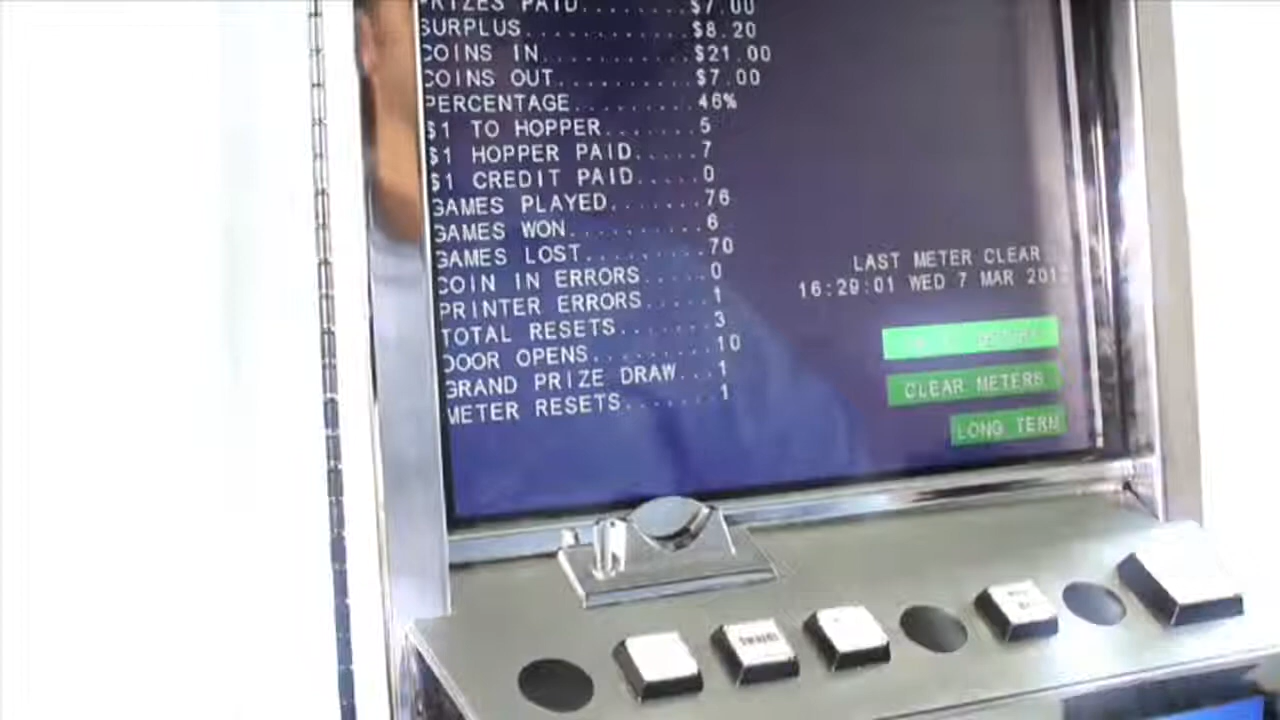 PRIZES PAID........$7.00
SURPLUS............$8.20
COINS IN...........$21.00
COINS OUT..........$7.00
PERCENTAGE.........46%
$1 TO HOPPER.......5
$1 HOPPER PAID.....7
$1 CREDIT PAID.....0
GAMES PLAYED.......76
GAMES WON..........6
GAMES LOST.........70
COIN IN ERRORS.....0
PRINTER ERRORS.....1
TOTAL RESETS.......3
DOOR OPENS.........10
GRAND PRIZE DRAW...1
METER RESETS.......1
LAST METER CLEAR
16:29:01 WED 7 MAR
CLEAR METERS
LONG TERM